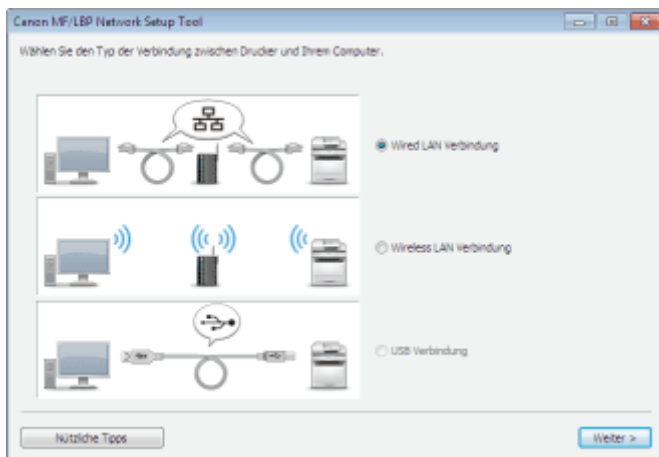 Canon MF/LBP Network Setup Tool
Wählen Sie den Typ der Verbindung zwischen Drucker und Ihrem Computer.
Wired LAN Verbindung
Wireless LAN Verbindung
USB Verbindung
Nützliche Tipps
Weiter >